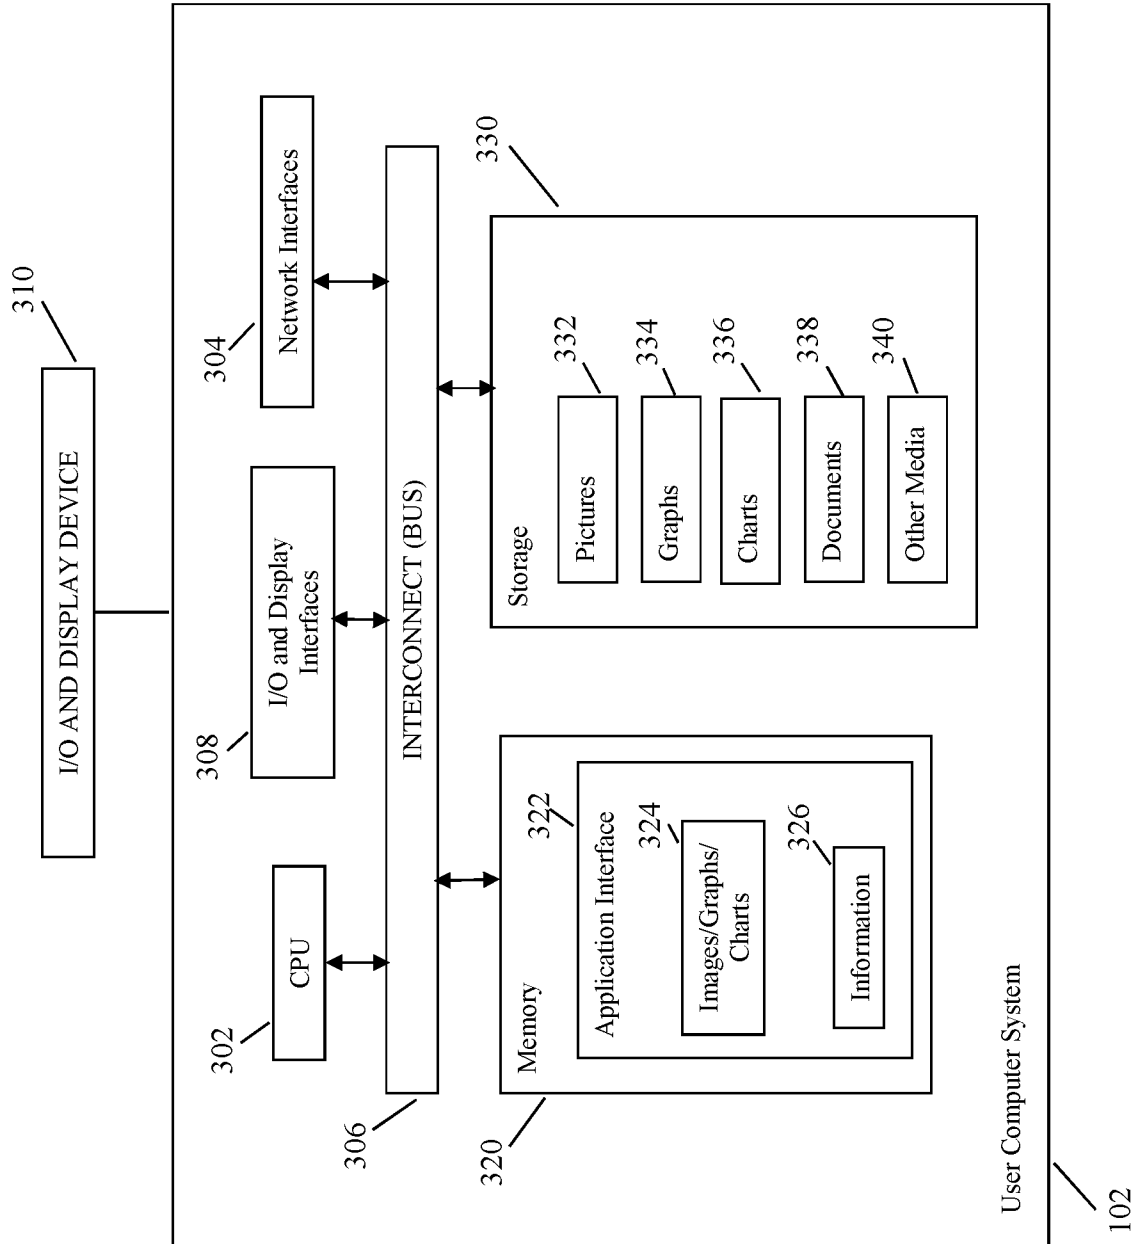 310
I/O AND DISPLAY DEVICE
302
CPU
308
I/O and Display
Interfaces
304
Network Interfaces
306
INTERCONNECT (BUS)
320
Memory
322
Application Interface
324
Images/Graphs/
Charts
326
Information
330
Storage
Pictures
332
Graphs
334
Charts
336
Documents
338
Other Media
340
User Computer System
102